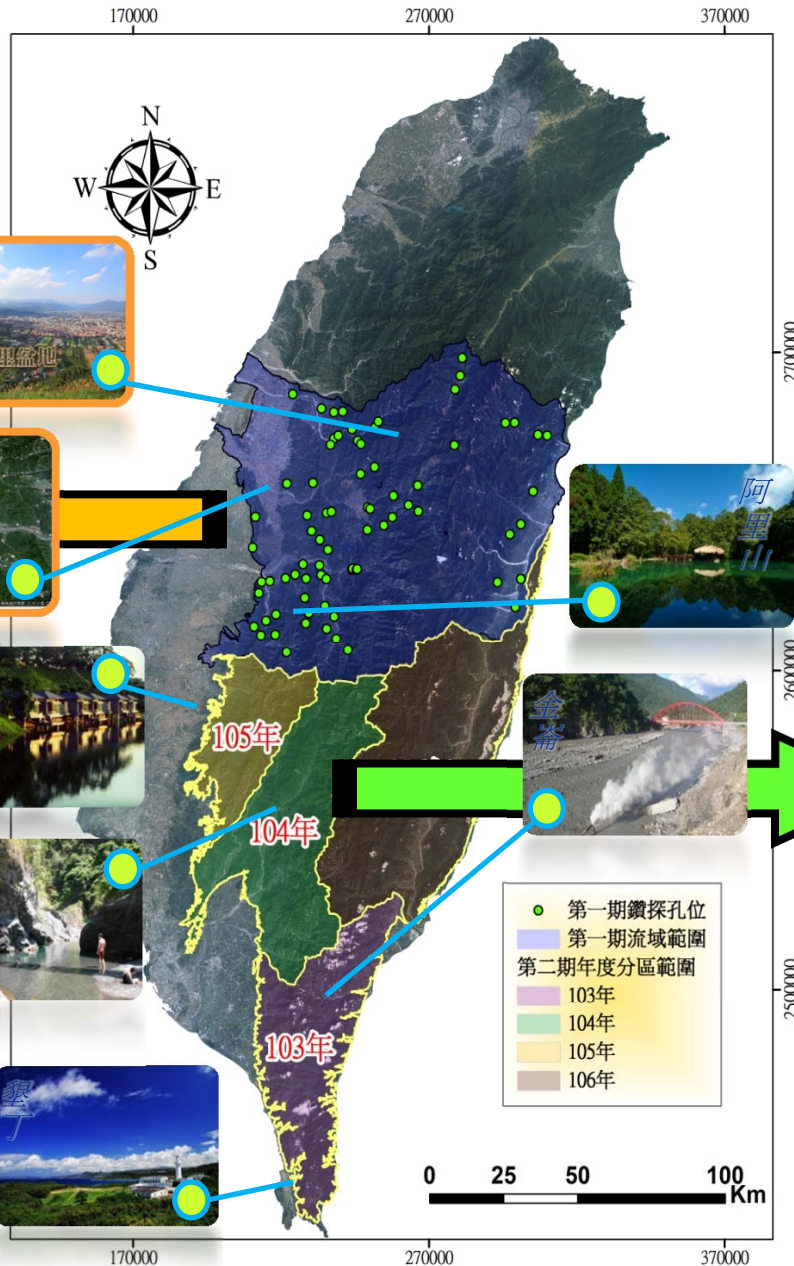 170000
270000
370000
N
W
E
S
里盆地
2700000
阿里山
2600000
105年
金崙
104年
第一期鑽探孔位
第一期流域範圍
第二期年度分區範圍
103年
104年
105年
106年
2500000
103年
墾丁
0 25 50 100
Km
170000
270000
370000